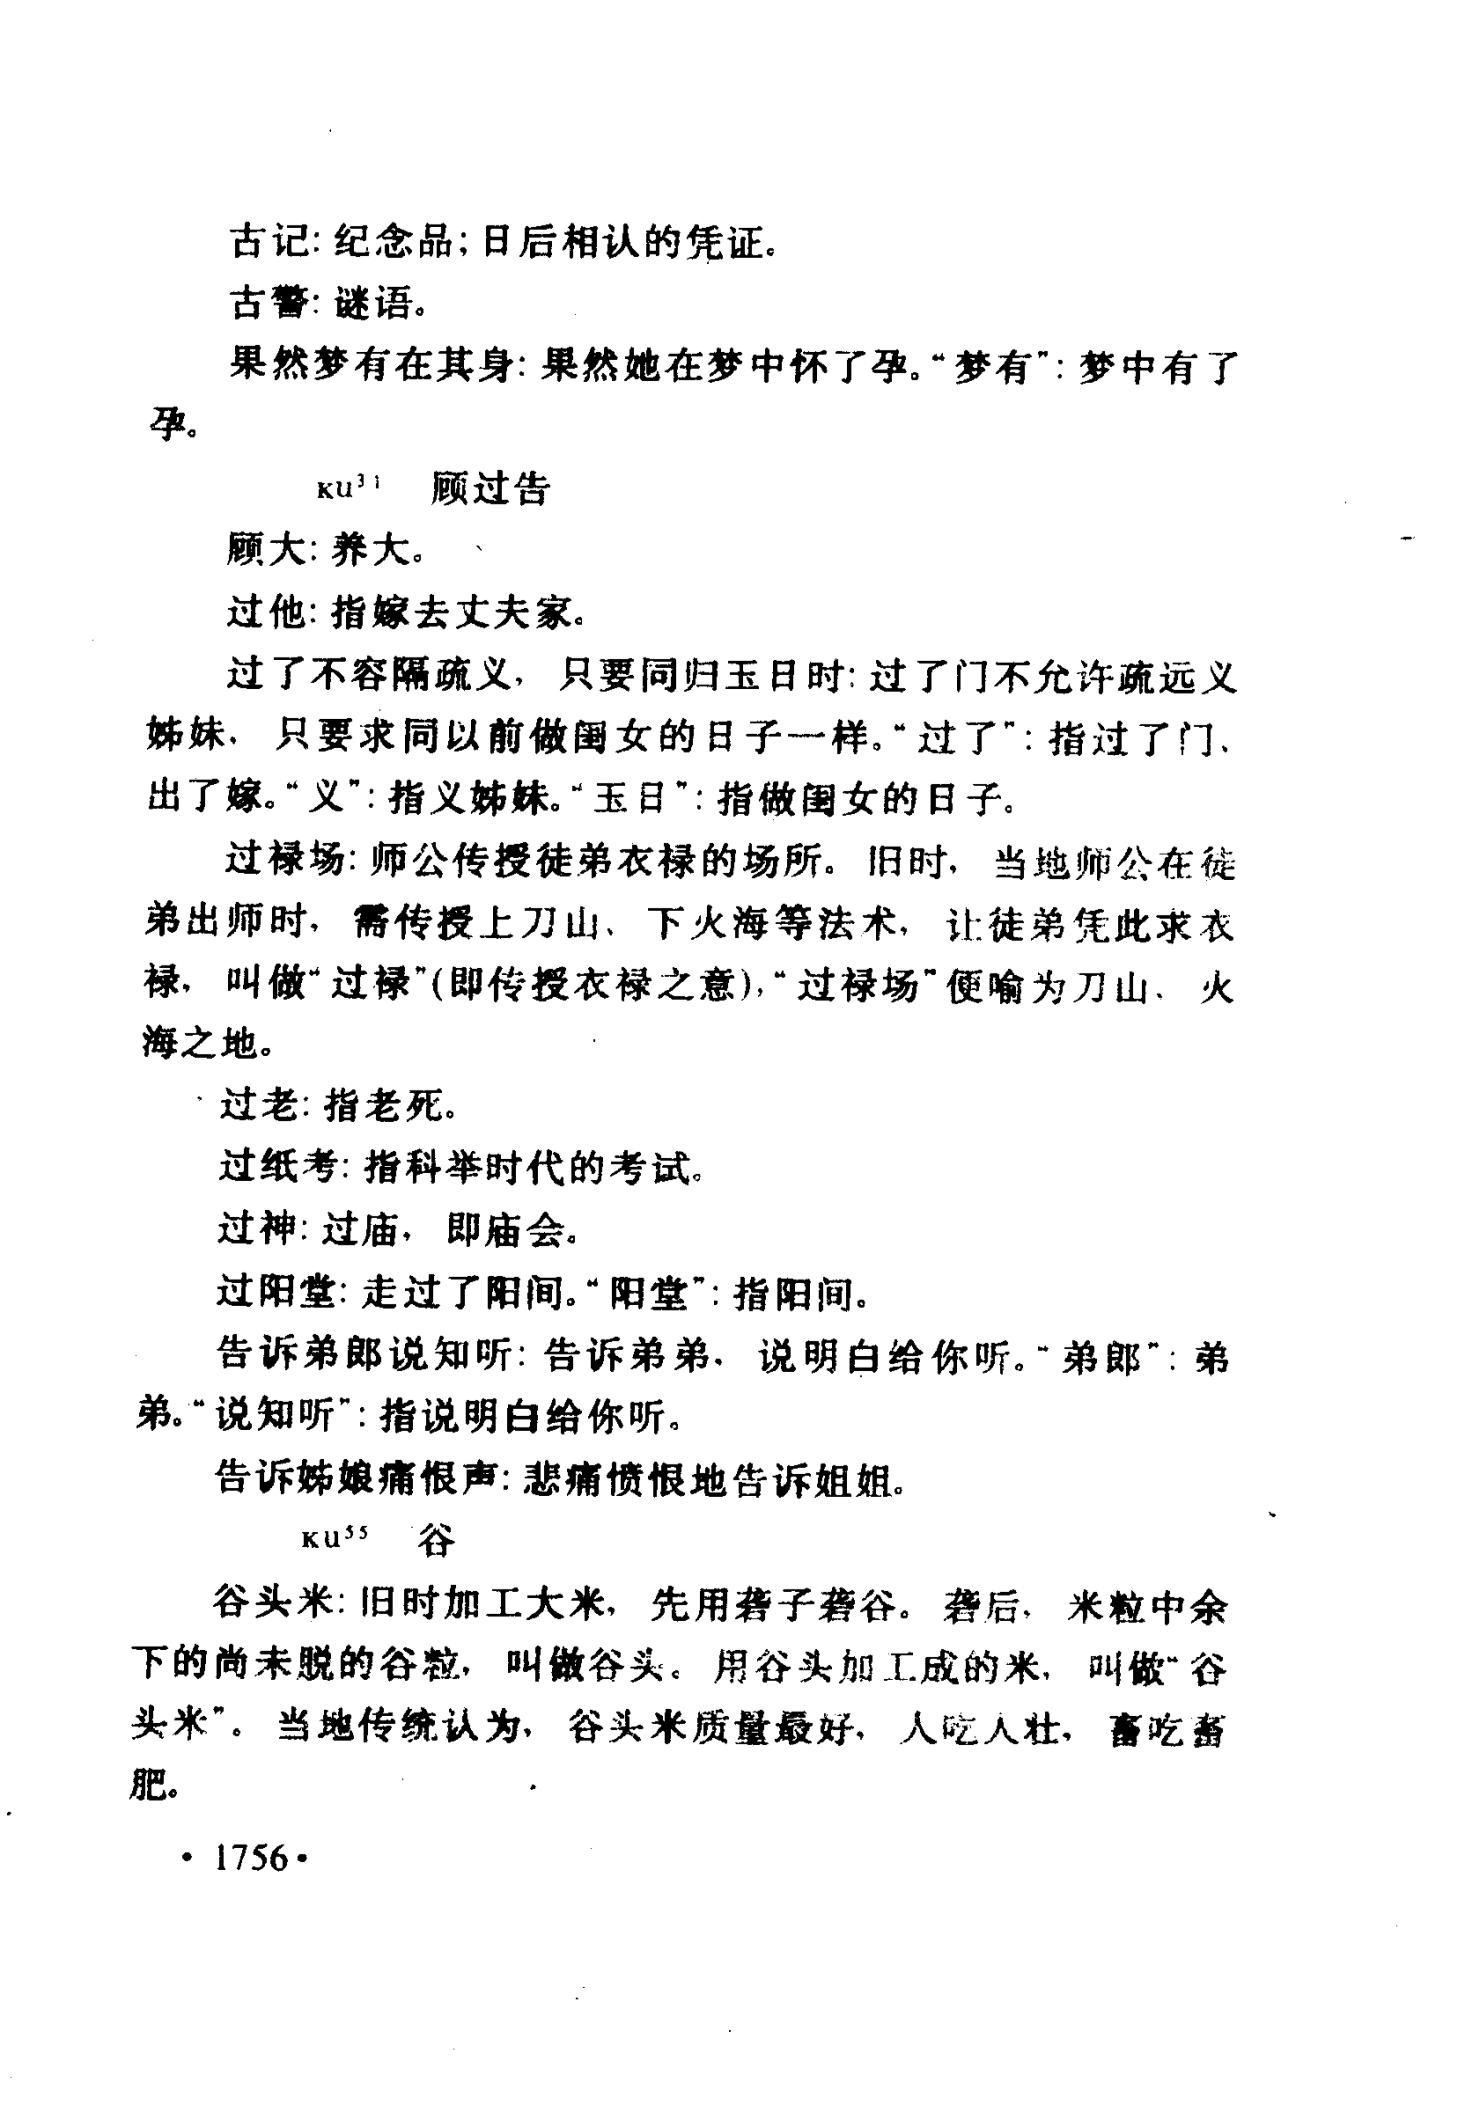 古记: 纪念品; 日后相认的凭证。
古警: 谜语。
果然梦有在其身: 果然她在梦中怀了孕。“梦有”: 梦中有了
孕。
ku³¹ 顾过告
顾大: 养大。
过他: 指嫁去丈夫家。
过了不容隔疏义, 只要同归玉日时: 过了门不允许疏远义
姊妹, 只要求同以前做闺女的日子一样。“过了”: 指过了门、
出了嫁。“义”: 指义姊妹。“玉日”: 指做闺女的日子。
过禄场: 师公传授徒弟衣禄的场所。旧时, 当地师公在徒
弟出师时, 需传授上刀山、下火海等法术, 让徒弟凭此求衣
禄, 叫做“过禄”(即传授衣禄之意),“过禄场”便喻为刀山、火
海之地。
过老: 指老死。
过纸考: 指科举时代的考试。
过神: 过庙, 即庙会。
过阳堂: 走过了阳间。“阳堂”: 指阳间。
告诉弟郎说知听: 告诉弟弟, 说明白给你听。“弟郎”: 弟
弟。“说知听”: 指说明白给你听。
告诉姊娘痛恨声: 悲痛愤恨地告诉姐姐。
ku⁵⁵ 谷
谷头米: 旧时加工大米, 先用砻子砻谷。砻后, 米粒中余
下的尚未脱的谷粒, 叫做谷头。用谷头加工成的米, 叫做“谷
头米”。当地传统认为, 谷头米质量最好, 人吃人壮, 畜吃畜
肥。
· 1756 ·